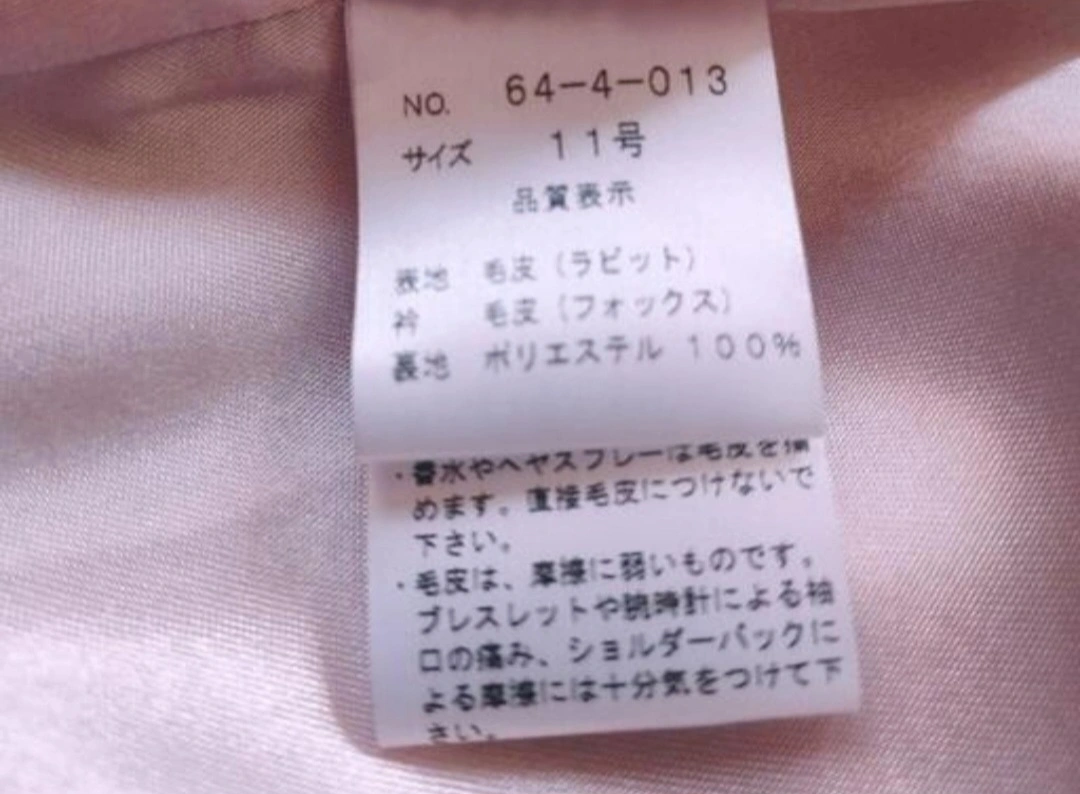 NO. 64-4-013
サイズ 11号
品質表示
表地 毛皮（ラビット）
衿 毛皮（フォックス）
裏地 ポリエステル 100%
・香水やヘヤスプレーは毛皮を痛
めます。直接毛皮につけないで
下さい。
・毛皮は、摩擦に弱いものです。
ブレスレットや腕時計による袖
口の痛み、ショルダーバックに
よる摩擦には十分気をつけて下
さい。